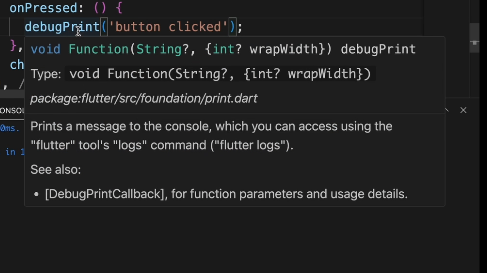 onPressed: () {
debugPrint('button clicked');
},
void Function(String?, {int? wrapWidth}) debugPrint
ch
Type: void Function(String?, {int? wrapWidth})
, /
package:flutter/src/foundation/print.dart
CONSOL
0ms.
Prints a message to the console, which you can access using the
"flutter" tool's "logs" command ("flutter logs").
in 1
See also:
• [DebugPrintCallback], for function parameters and usage details.